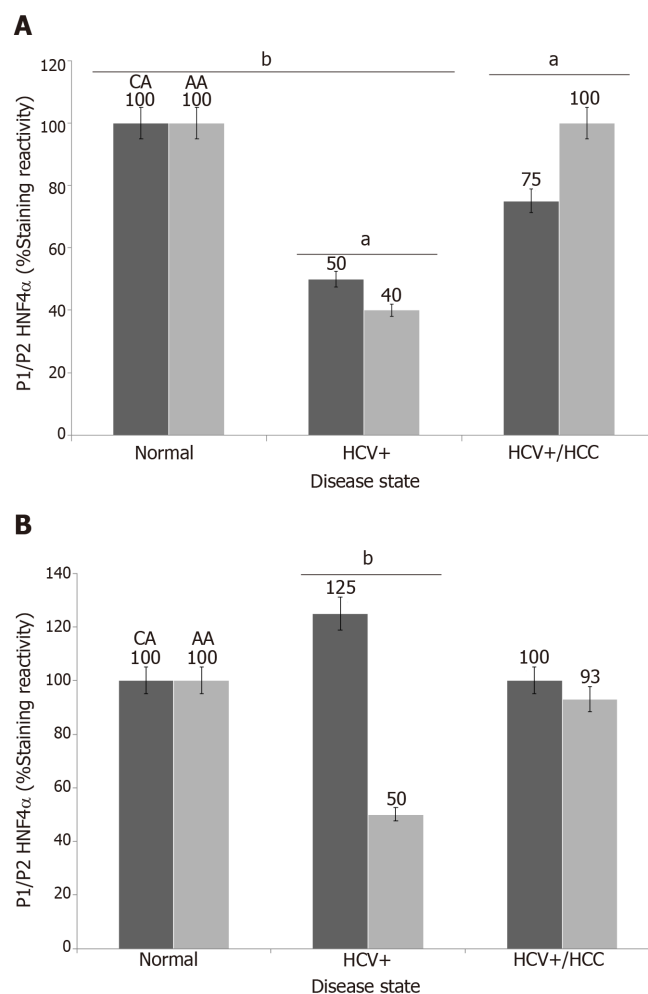 A
P1/P2 HNF4α (%Staining reactivity)
120
100
80
60
40
20
0
b
a
CA
100
AA
100
a
50
40
75
100
Normal
HCV+
HCV+/HCC
Disease state
B
P1/P2 HNF4α (%Staining reactivity)
140
120
100
80
60
40
20
0
b
CA
100
AA
100
125
50
100
93
Normal
HCV+
HCV+/HCC
Disease state